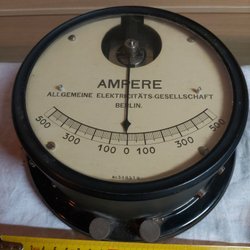 AMPERE
ALLGEMEINE ELEKTRICITÄTS-GESELLSCHAFT
BERLIN.
500 300 100 0 100 300 500